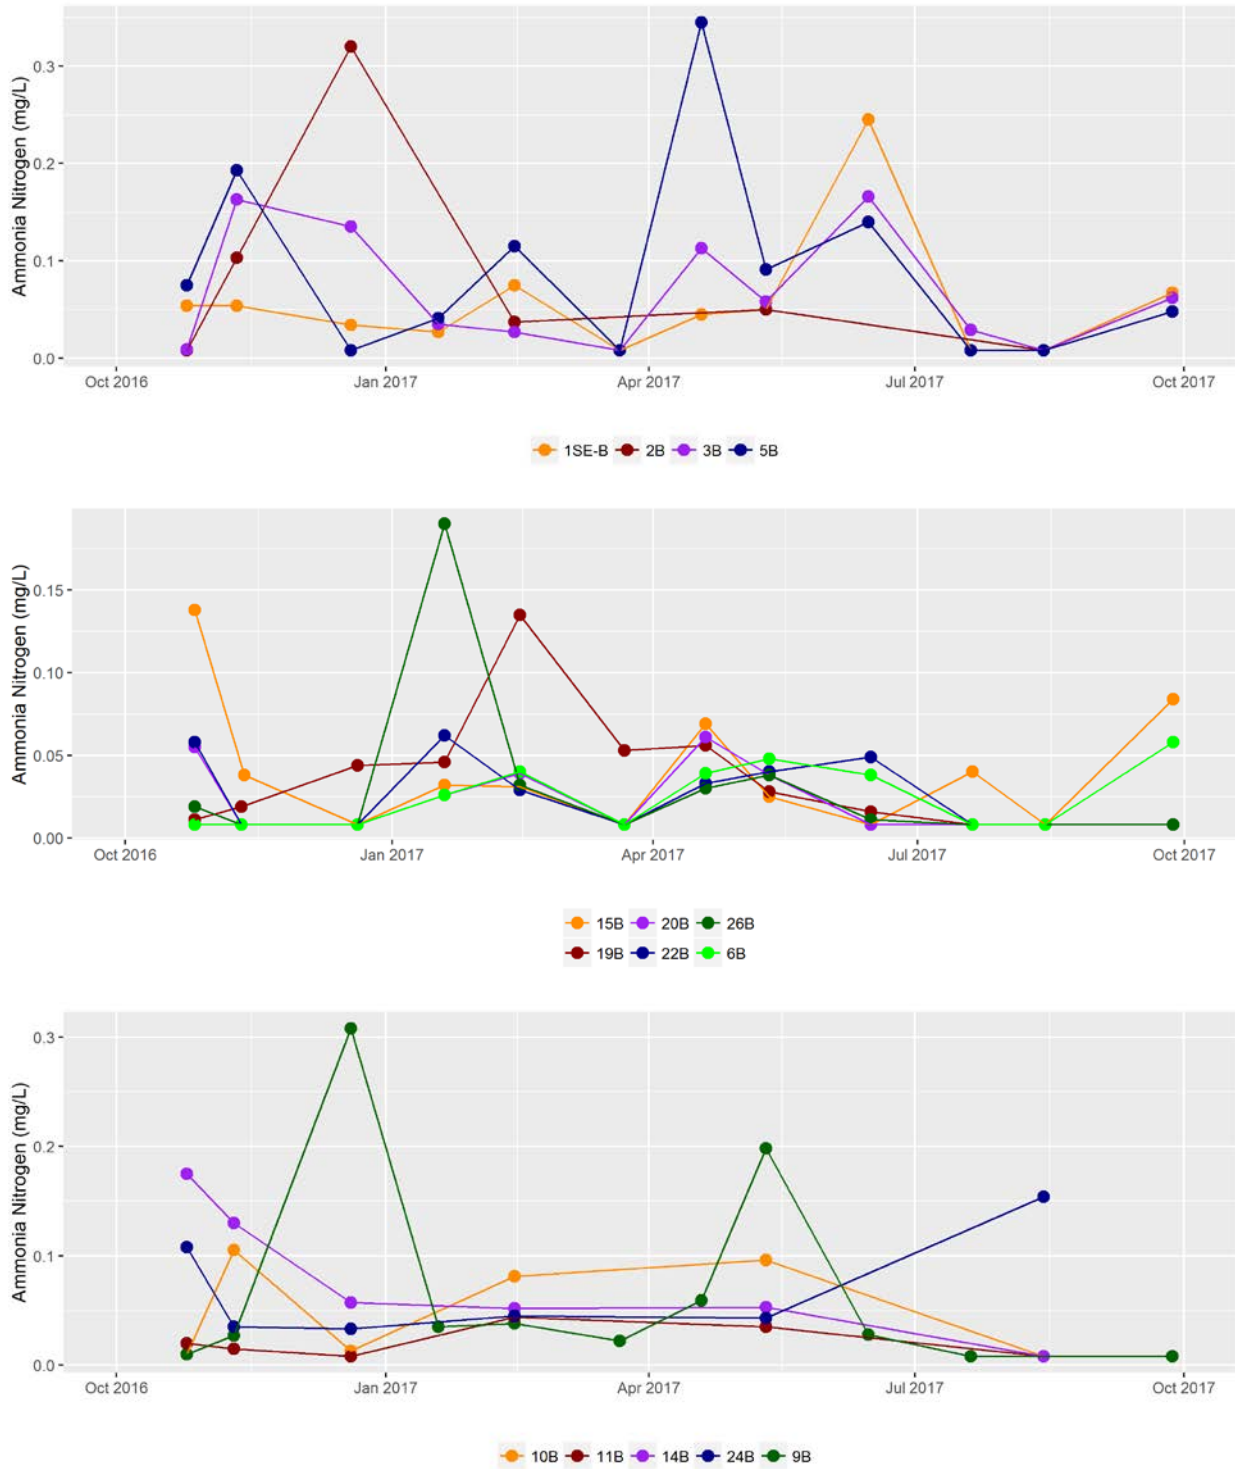 Ammonia Nitrogen (mg/L)
0.3
0.2
0.1
0.0
Oct 2016 Jan 2017 Apr 2017 Jul 2017 Oct 2017
1SE-B 2B 3B 5B
Ammonia Nitrogen (mg/L)
0.15
0.10
0.05
0.00
Oct 2016 Jan 2017 Apr 2017 Jul 2017 Oct 2017
15B 20B 26B
19B 22B 6B
Ammonia Nitrogen (mg/L)
0.3
0.2
0.1
0.0
Oct 2016 Jan 2017 Apr 2017 Jul 2017 Oct 2017
10B 11B 14B 24B 9B